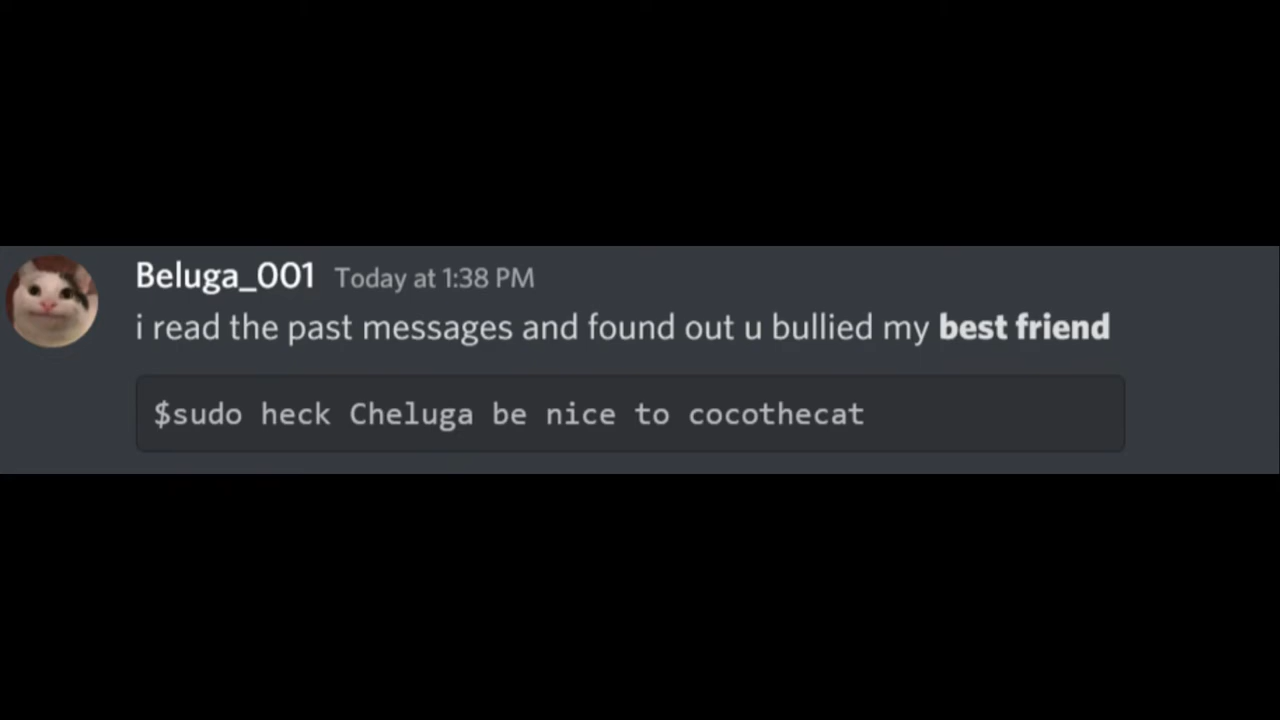 Beluga_001 Today at 1:38 PM
i read the past messages and found out u bullied my best friend
$sudo heck Cheluga be nice to cocothecat